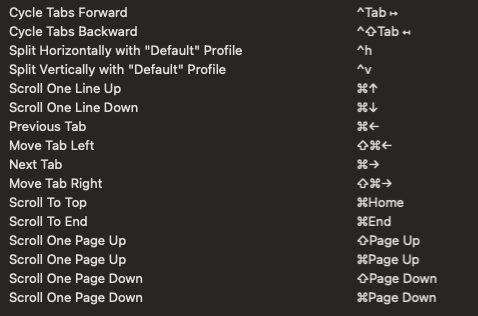 Cycle Tabs Forward ^Tab ↦
Cycle Tabs Backward ^⇧Tab ↤
Split Horizontally with "Default" Profile ^h
Split Vertically with "Default" Profile ^v
Scroll One Line Up ⌘↑
Scroll One Line Down ⌘↓
Previous Tab ⌘←
Move Tab Left ⇧⌘←
Next Tab ⌘→
Move Tab Right ⇧⌘→
Scroll To Top ⌘Home
Scroll To End ⌘End
Scroll One Page Up ⇧Page Up
Scroll One Page Up ⌘Page Up
Scroll One Page Down ⇧Page Down
Scroll One Page Down ⌘Page Down